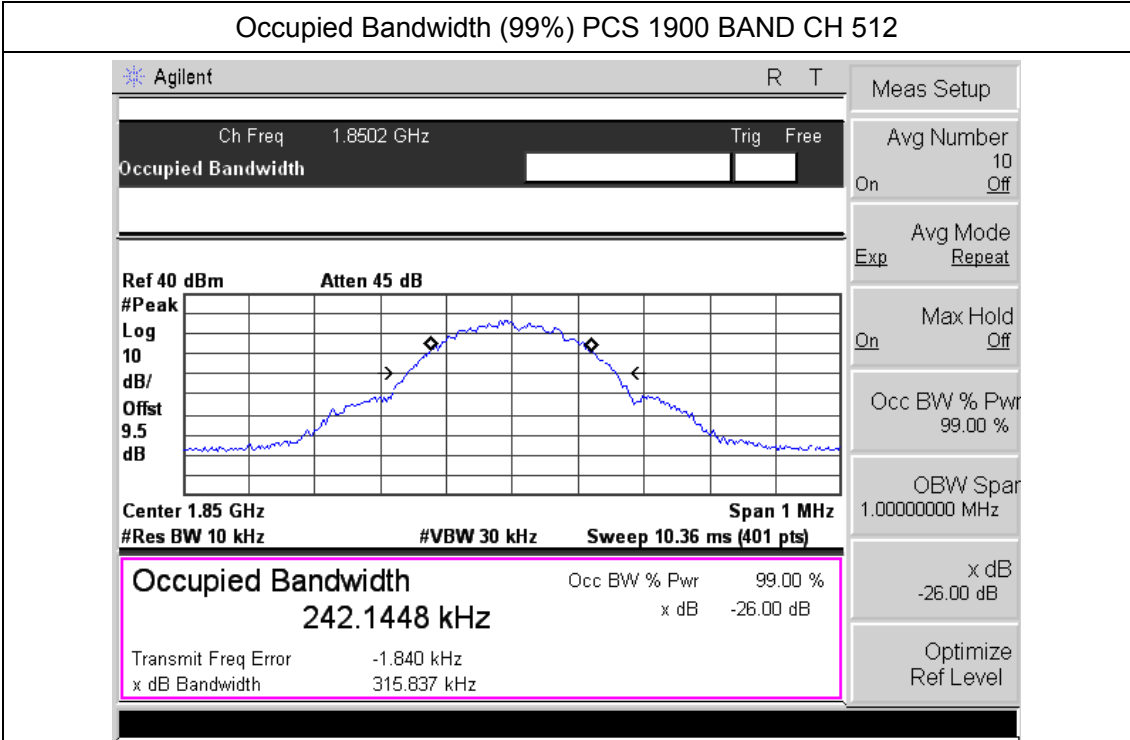 Occupied Bandwidth (99%) PCS 1900 BAND CH 512
Agilent R T
Ch Freq 1.8502 GHz Trig Free
Occupied Bandwidth
Ref 40 dBm Atten 45 dB
#Peak
Log
10
dB/
Offst
9.5
dB
Center 1.85 GHz Span 1 MHz
#Res BW 10 kHz #VBW 30 kHz Sweep 10.36 ms (401 pts)
Occupied Bandwidth Occ BW % Pwr 99.00 %
242.1448 kHz x dB -26.00 dB
Transmit Freq Error -1.840 kHz
x dB Bandwidth 315.837 kHz
Meas Setup
Avg Number
10
On Off
Avg Mode
Exp Repeat
Max Hold
On Off
Occ BW % Pwr
99.00 %
OBW Spar
1.00000000 MHz
x dB
-26.00 dB
Optimize
Ref Level